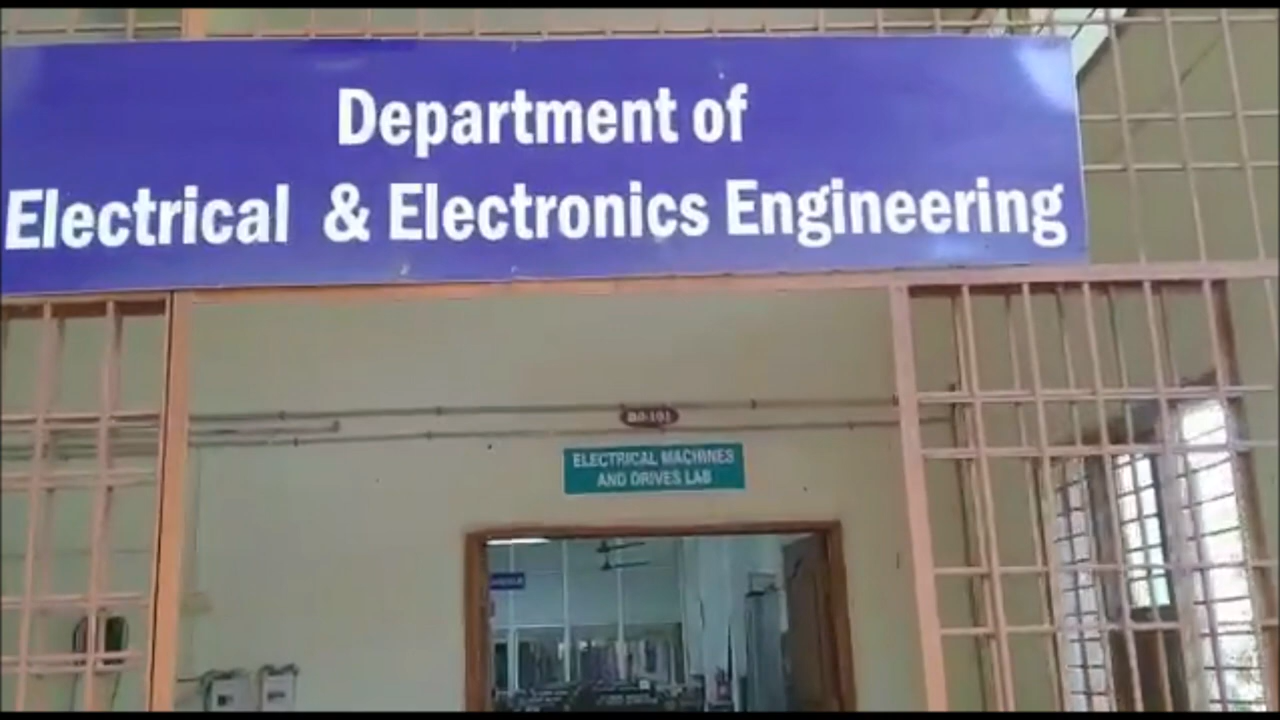 Department of
Electrical & Electronics Engineering
ELECTRICAL MACHINES
AND DRIVES LAB